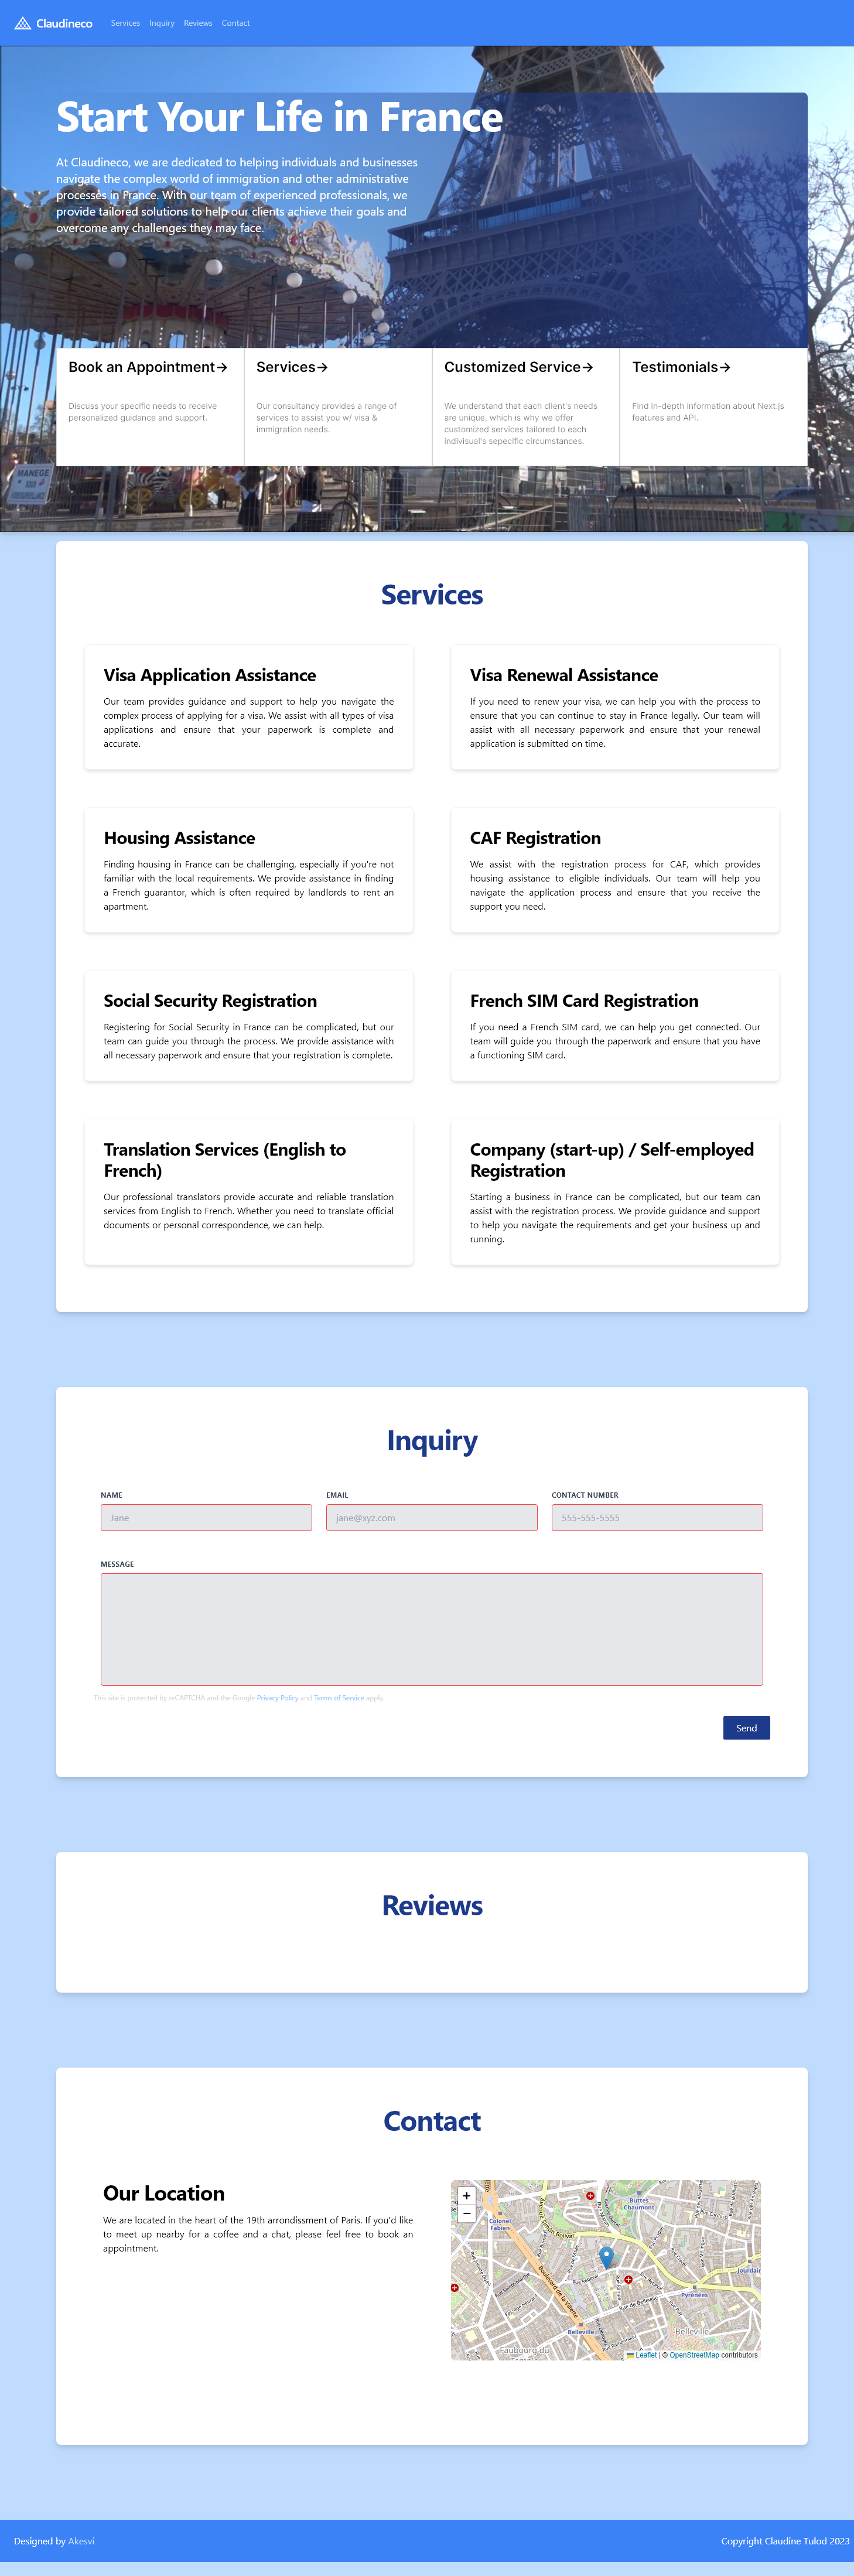 Claudineco
Services Inquiry Reviews Contact
Start Your Life in France
At Claudineco, we are dedicated to helping individuals and businesses
navigate the complex world of immigration and other administrative
processes in France. With our team of experienced professionals, we
provide tailored solutions to help our clients achieve their goals and
overcome any challenges they may face.
Book an Appointment→
Discuss your specific needs to receive
personalized guidance and support.
Services→
Our consultancy provides a range of
services to assist you w/ visa &
immigration needs.
Customized Service→
We understand that each client's needs
are unique, which is why we offer
customized services tailored to each
indivisual's sepecific circumstances.
Testimonials→
Find in-depth information about Next.js
features and API.
MANEGE
Services
Visa Application Assistance
Our team provides guidance and support to help you navigate the
complex process of applying for a visa. We assist with all types of visa
applications and ensure that your paperwork is complete and
accurate.
Visa Renewal Assistance
If you need to renew your visa, we can help you with the process to
ensure that you can continue to stay in France legally. Our team will
assist with all necessary paperwork and ensure that your renewal
application is submitted on time.
Housing Assistance
Finding housing in France can be challenging, especially if you're not
familiar with the local requirements. We provide assistance in finding
a French guarantor, which is often required by landlords to rent an
apartment.
CAF Registration
We assist with the registration process for CAF, which provides
housing assistance to eligible individuals. Our team will help you
navigate the application process and ensure that you receive the
support you need.
Social Security Registration
Registering for Social Security in France can be complicated, but our
team can guide you through the process. We provide assistance with
all necessary paperwork and ensure that your registration is complete.
French SIM Card Registration
If you need a French SIM card, we can help you get connected. Our
team will guide you through the paperwork and ensure that you have
a functioning SIM card.
Translation Services (English to
French)
Our professional translators provide accurate and reliable translation
services from English to French. Whether you need to translate official
documents or personal correspondence, we can help.
Company (start-up) / Self-employed
Registration
Starting a business in France can be complicated, but our team can
assist with the registration process. We provide guidance and support
to help you navigate the requirements and get your business up and
running.
Inquiry
NAME
Jane
EMAIL
jane@xyz.com
CONTACT NUMBER
555-555-5555
MESSAGE
This site is protected by reCAPTCHA and the Google Privacy Policy and Terms of Service apply.
Send
Reviews
Contact
Our Location
We are located in the heart of the 19th arrondissment of Paris. If you'd like
to meet up nearby for a coffee and a chat, please feel free to book an
appointment.
+
−
Buttes
Chaumont
Colonel
Fabien
Avenue Simon Bolivar
Boulevard de la Villette
Rue de Belleville
Jourdain
Pyrénées
Belleville
Belleville
Faubourg du
Leaflet | © OpenStreetMap contributors
Designed by Akesvi
Copyright Claudine Tulod 2023